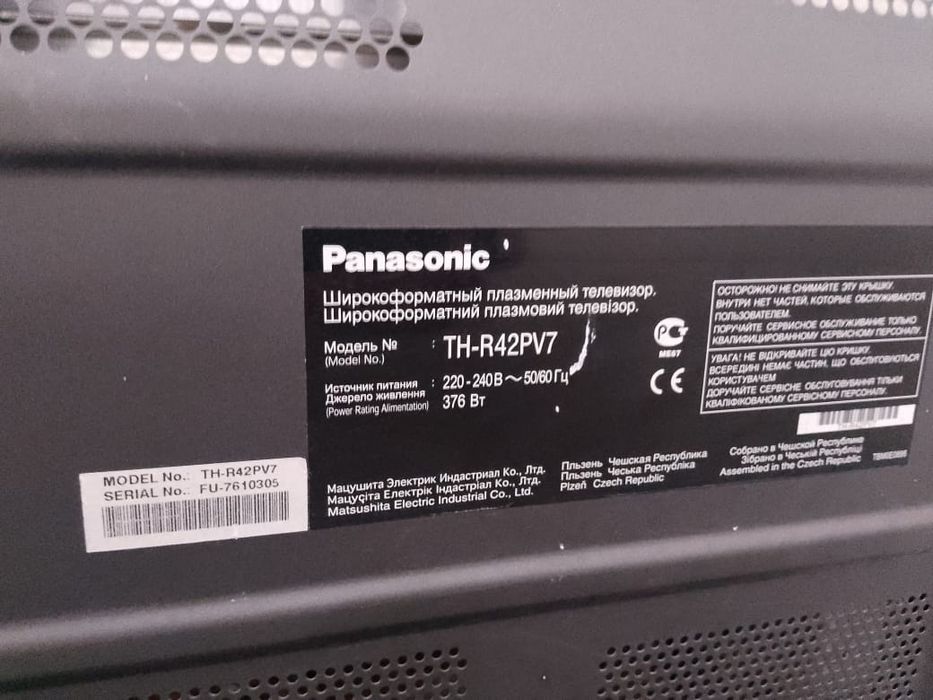 Panasonic
Широкоформатный плазменный телевизор.
Широкоформатний плазмовий телевізор.
Модель № : TH-R42PV7
(Model No.)
Источник питания : 220-240В ~ 50/60 Гц
Джерело живлення 376 Вт
(Power Rating Alimentation)
PCT
ME67
CE
ОСТОРОЖНО! НЕ СНИМАЙТЕ ЭТУ КРЫШКУ.
ВНУТРИ НЕТ ЧАСТЕЙ, КОТОРЫЕ ОБСЛУЖИВАЮТСЯ
ПОЛЬЗОВАТЕЛЕМ.
ПОРУЧАЙТЕ СЕРВИСНОЕ ОБСЛУЖИВАНИЕ ТОЛЬКО
КВАЛИФИЦИРОВАННОМУ СЕРВИСНОМУ ПЕРСОНАЛУ.
УВАГА! НЕ ВІДКРИВАЙТЕ ЦЮ КРИШКУ.
ВСЕРЕДИНІ НЕМАЄ ЧАСТИН, ЩО ОБСЛУГОВУЮТЬСЯ
КОРИСТУВАЧЕМ
ДОРУЧАЙТЕ СЕРВІСНЕ ОБСЛУГОВУВАННЯ ТІЛЬКИ
КВАЛІФІКОВАНОМУ СЕРВІСНОМУ ПЕРСОНАЛУ.
Мацушита Электрик Индастриал Ко., Лтд.
Мацусіта Електрік Індастріал Ко., Лтд.
Matsushita Electric Industrial Co., Ltd.
Пльзень Чешская Республика
Пльзень Чеська Республіка
Plzeň Czech Republic
Собрано в Чешской Республике
Зібрано в Чеській Республіці
Assembled in the Czech Republic
MODEL No.: TH-R42PV7
SERIAL No.: FU-7610305